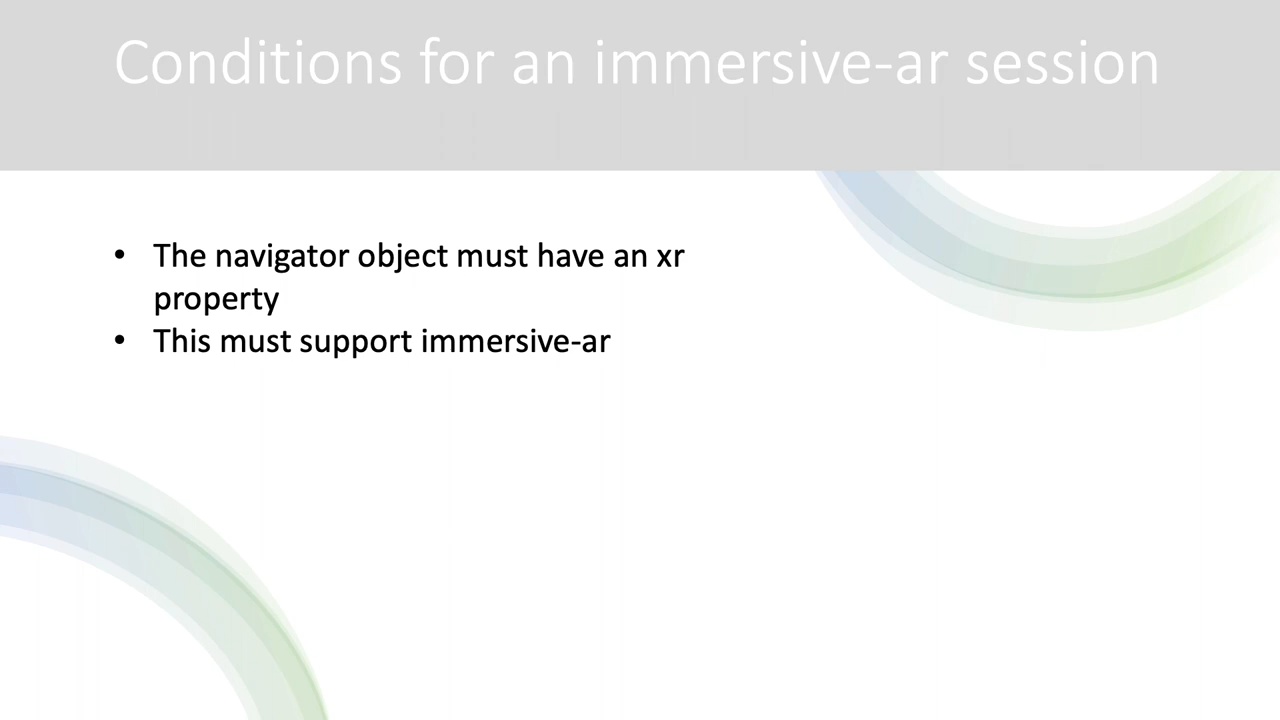 Conditions for an immersive-ar session
• The navigator object must have an xr
property
• This must support immersive-ar